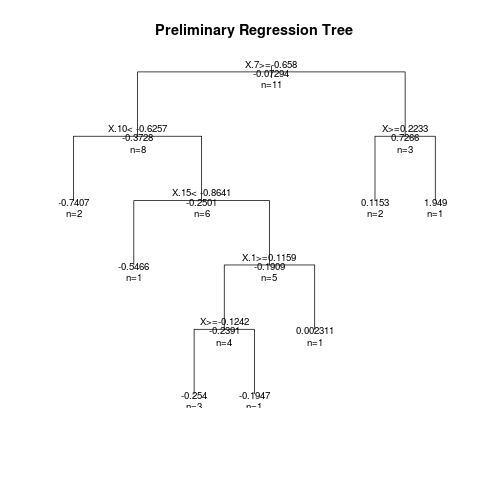 Preliminary Regression Tree
X.7>=-0.658
-0.07294
n=11
X.10< -0.6257
-0.3728
n=8
X>=0.2233
0.7266
n=3
-0.7407
n=2
X.15< -0.8641
-0.2501
n=6
0.1153
n=2
1.949
n=1
-0.5466
n=1
X.1>=0.1159
-0.1909
n=5
X>=-0.1242
-0.2391
n=4
0.002311
n=1
-0.254
n=3
-0.1947
n=1